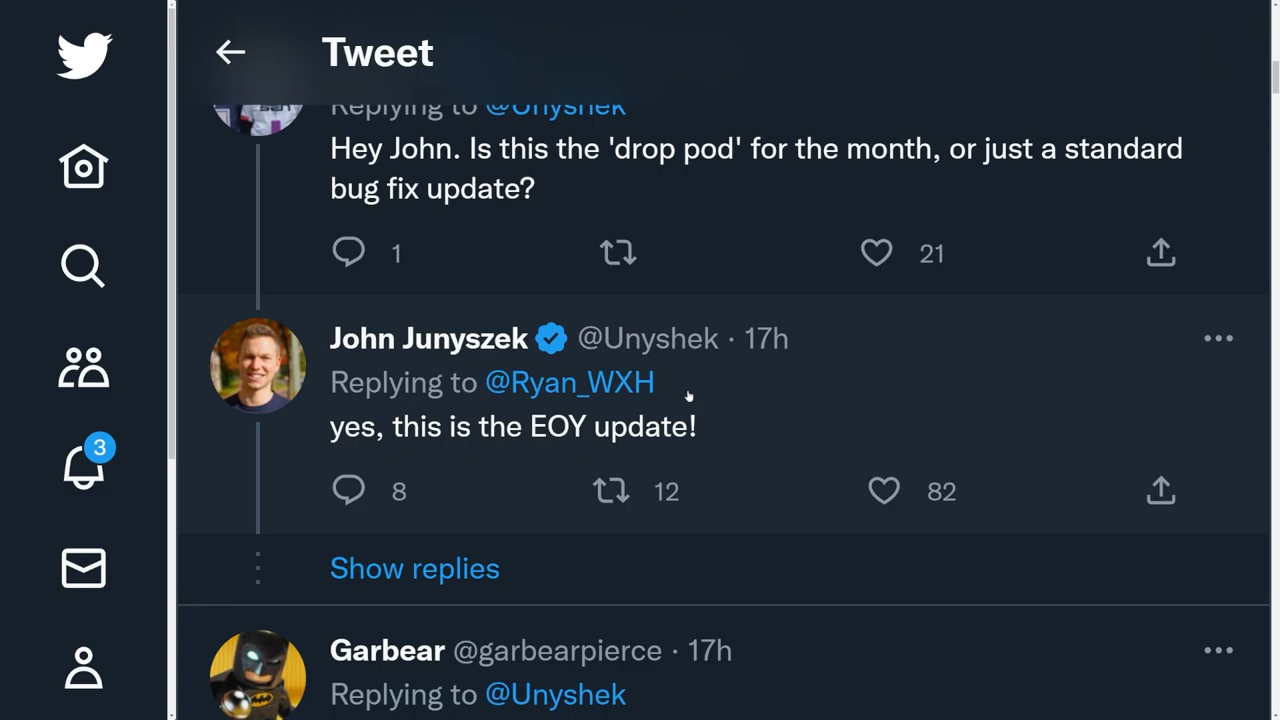 Tweet
Replying to @Unyshek
Hey John. Is this the 'drop pod' for the month, or just a standard
bug fix update?
1 21
John Junyszek @Unyshek · 17h
Replying to @Ryan_WXH
yes, this is the EOY update!
3
8 12 82
Show replies
Garbear @garbearpierce · 17h
Replying to @Unyshek